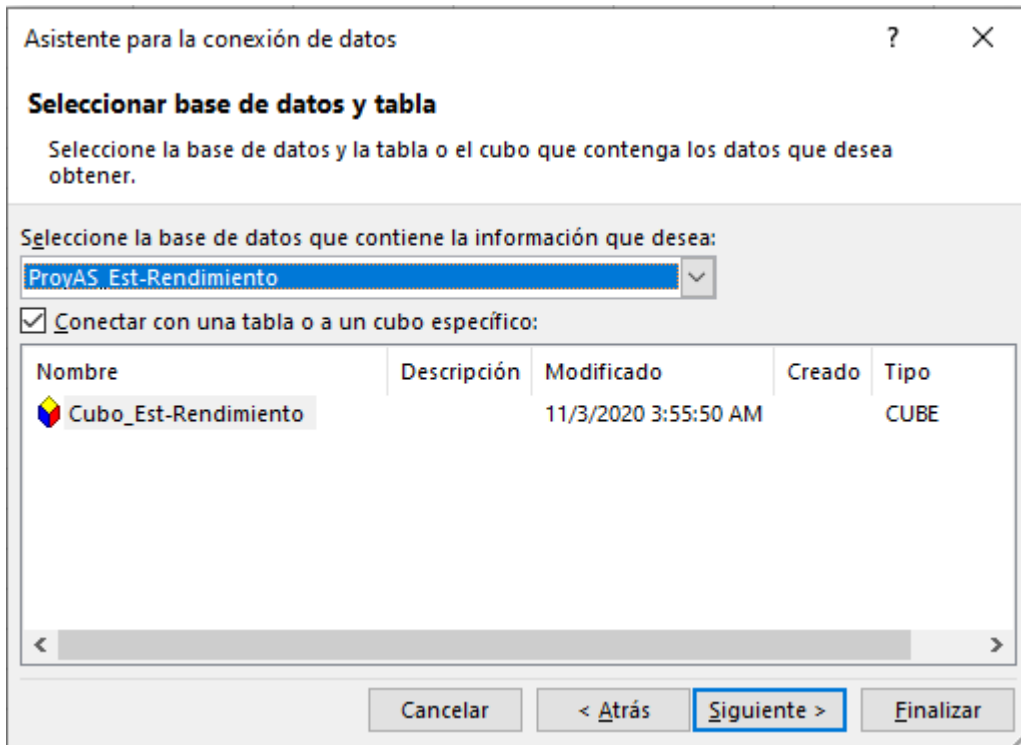 Asistente para la conexión de datos ? ×
Seleccionar base de datos y tabla
Seleccione la base de datos y la tabla o el cubo que contenga los datos que desea
obtener.
Seleccione la base de datos que contiene la información que desea:
ProyAS_Est-Rendimiento
Conectar con una tabla o a un cubo específico:
Nombre Descripción Modificado Creado Tipo
Cubo_Est-Rendimiento 11/3/2020 3:55:50 AM CUBE
Cancelar < Atrás Siguiente > Finalizar